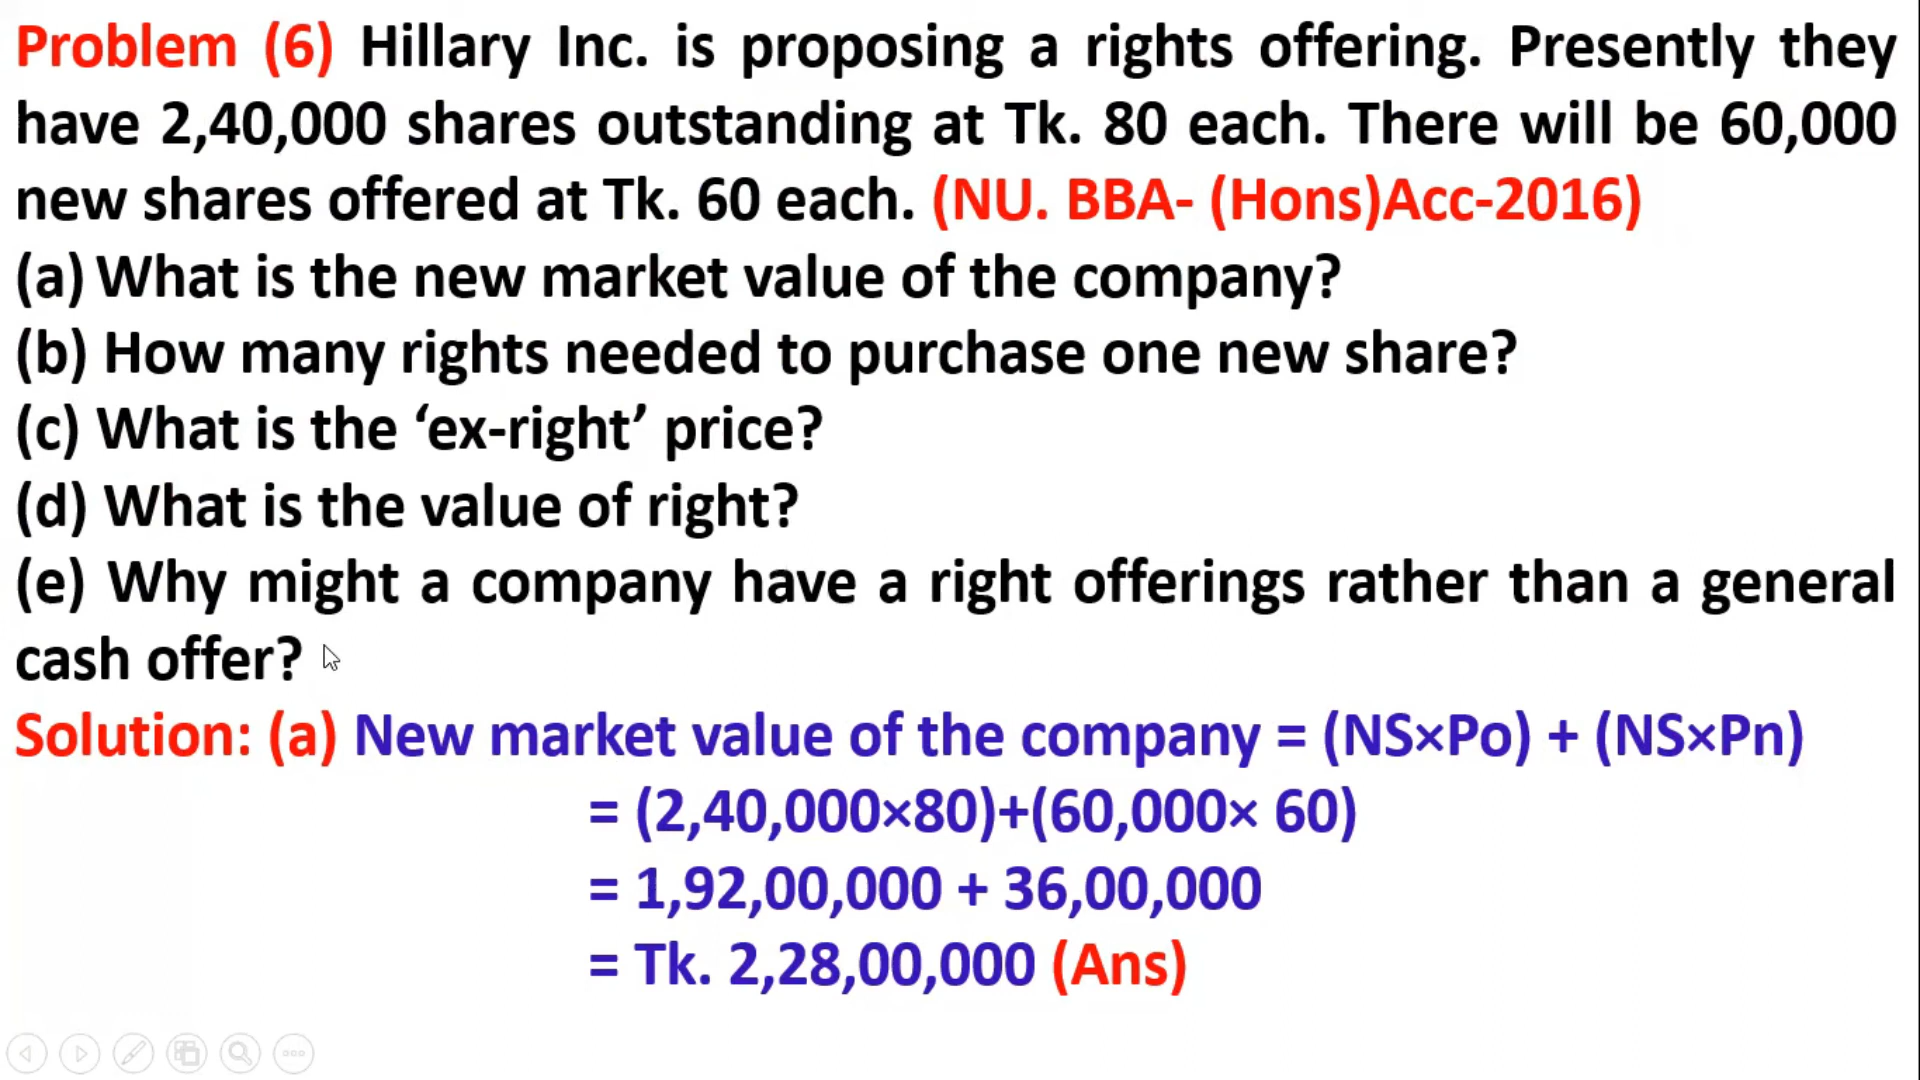 Problem (6) Hillary Inc. is proposing a rights offering. Presently they
have 2,40,000 shares outstanding at Tk. 80 each. There will be 60,000
new shares offered at Tk. 60 each. (NU. BBA- (Hons)Acc-2016)
(a) What is the new market value of the company?
(b) How many rights needed to purchase one new share?
(c) What is the ‘ex-right’ price?
(d) What is the value of right?
(e) Why might a company have a right offerings rather than a general
cash offer?
Solution: (a) New market value of the company = (NS×Po) + (NS×Pn)
= (2,40,000×80)+(60,000× 60)
= 1,92,00,000 + 36,00,000
= Tk. 2,28,00,000 (Ans)